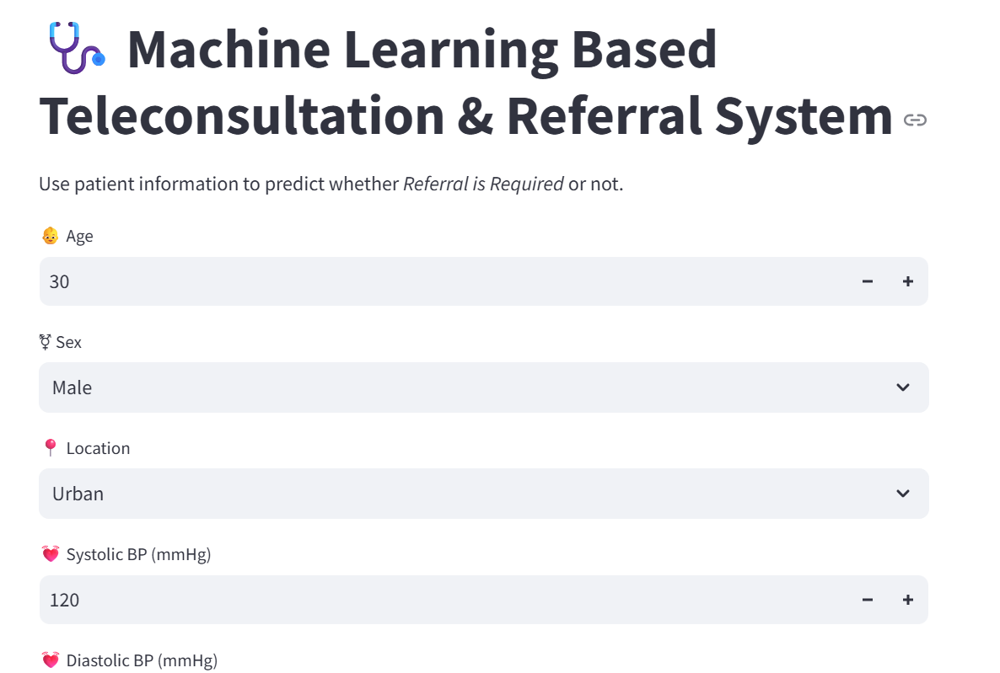 Machine Learning Based
Teleconsultation & Referral System
Use patient information to predict whether Referral is Required or not.
Age
30
Sex
Male
Location
Urban
Systolic BP (mmHg)
120
Diastolic BP (mmHg)